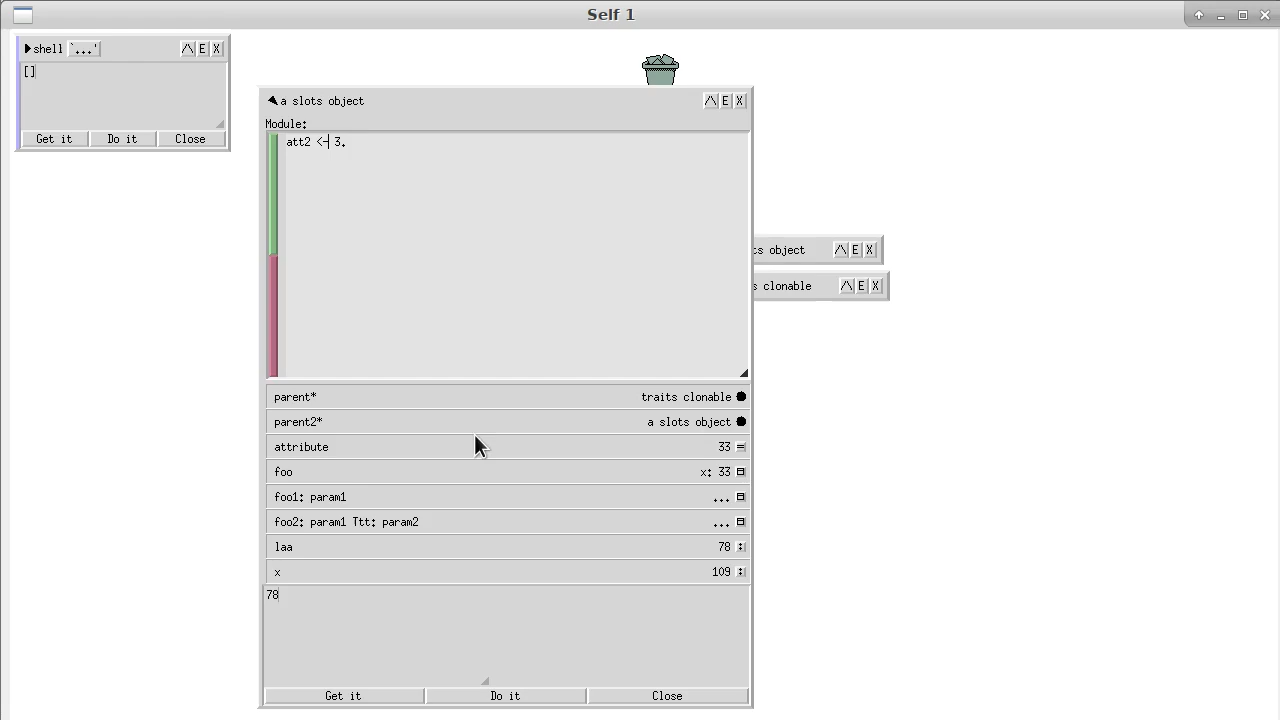 Self 1
shell `...'
/\ E X
[]
Get it Do it Close
a slots object
/\ E X
Module:
att2 <- 3.
ts object /\ E X
s clonable /\ E X
parent* traits clonable
parent2* a slots object
attribute 33 =
foo x: 33
foo1: param1 ...
foo2: param1 Ttt: param2 ...
laa 78 :
x 109 :
78
Get it Do it Close